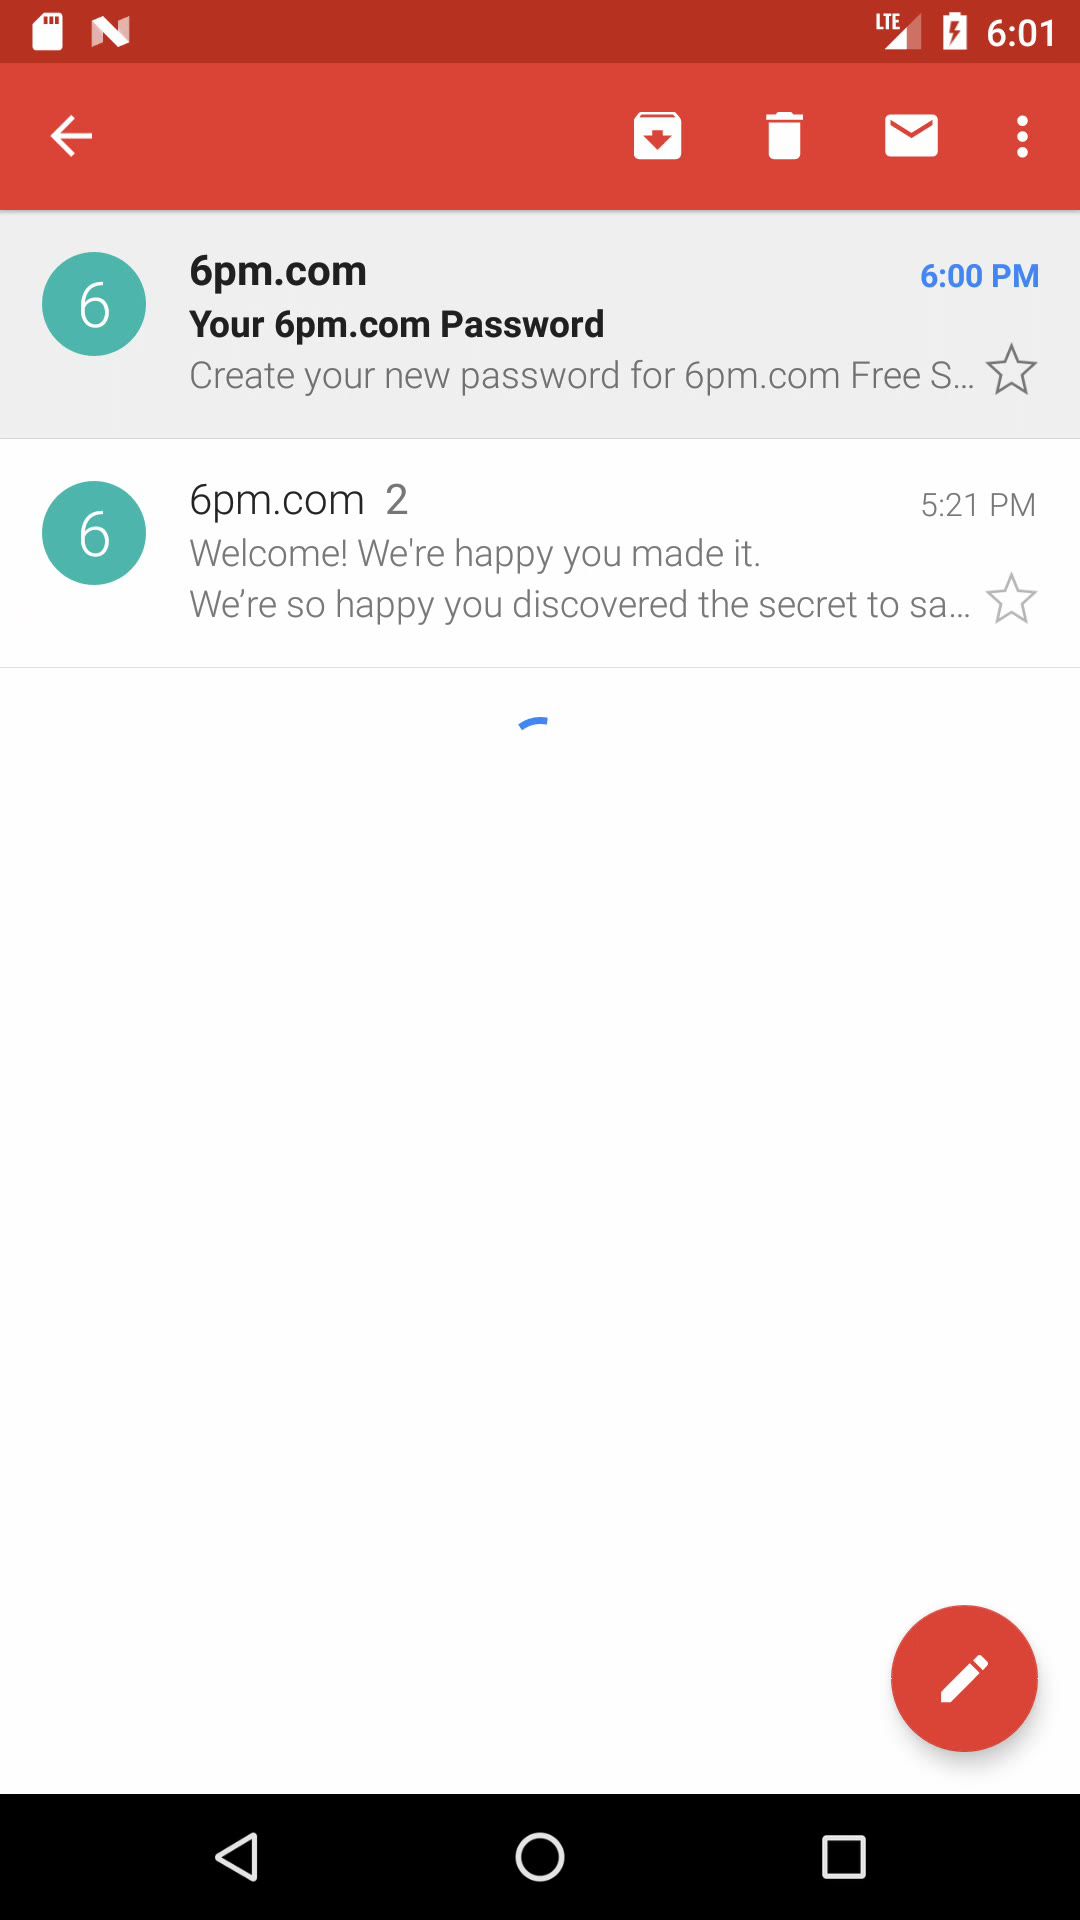 LTE 6:01
6 6pm.com 6:00 PM
Your 6pm.com Password
Create your new password for 6pm.com Free S...
6 6pm.com 2 5:21 PM
Welcome! We're happy you made it.
We’re so happy you discovered the secret to sa...